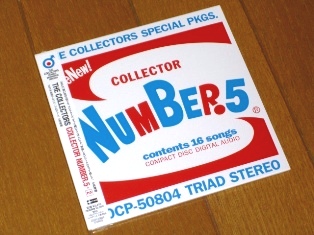 E COLLECTORS SPECIAL PKGS.
New!
COLLECTOR
NUMBER.5
®
contents 16 songs
COMPACT DISC DIGITAL AUDIO
OCP-50804 TRIAD STEREO
THE COLLECTORS COLLECTOR NUMBER.5